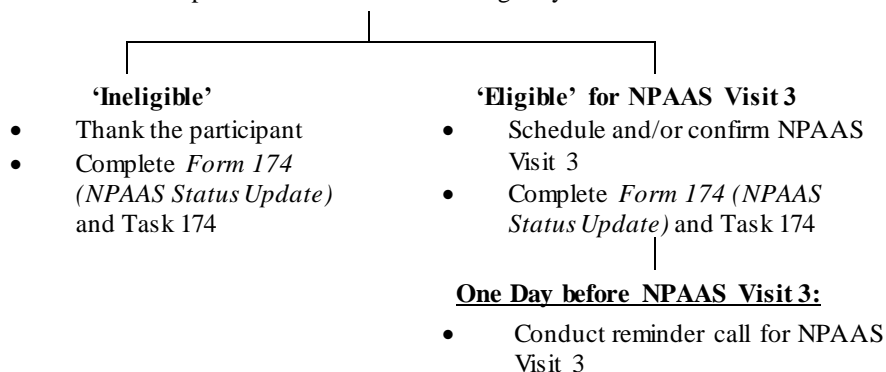 ‘Ineligible’
• Thank the participant
• Complete Form 174
(NPAAS Status Update)
and Task 174
‘Eligible’ for NPAAS Visit 3
• Schedule and/or confirm NPAAS
Visit 3
• Complete Form 174 (NPAAS
Status Update) and Task 174
One Day before NPAAS Visit 3:
• Conduct reminder call for NPAAS
Visit 3